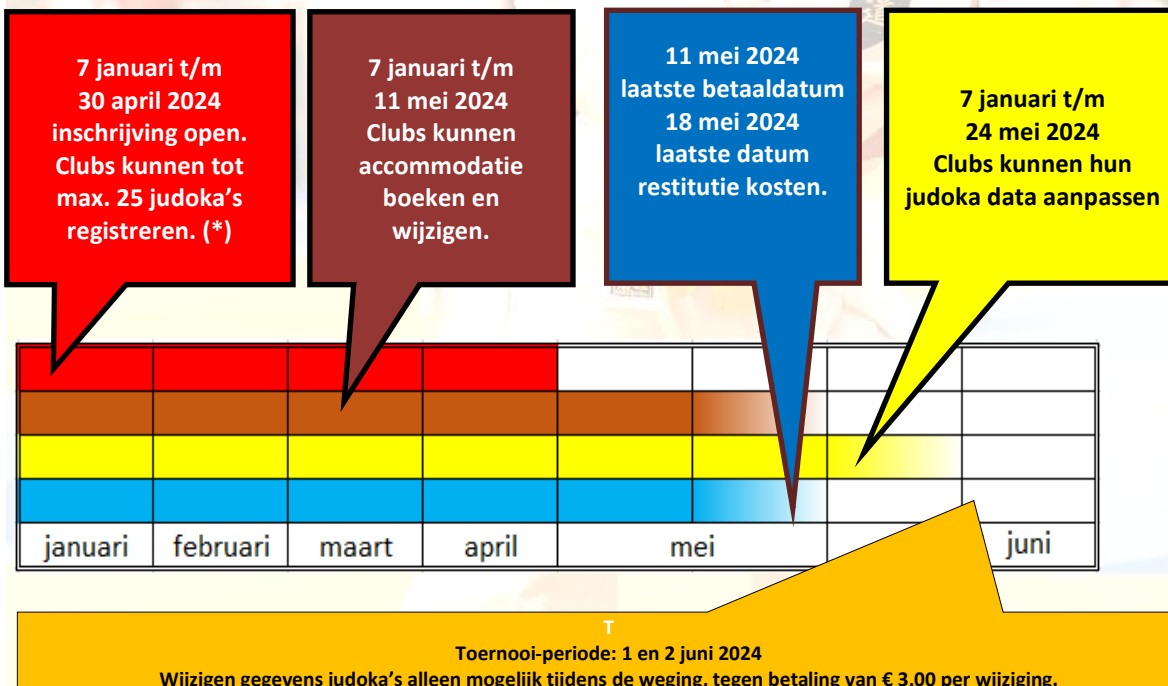 7 januari t/m
30 april 2024
inschrijving open.
Clubs kunnen tot
max. 25 judoka's
registreren. (*)
7 januari t/m
11 mei 2024
Clubs kunnen
accommodatie
boeken en
wijzigen.
11 mei 2024
laatste betaaldatum
18 mei 2024
laatste datum
restitutie kosten.
7 januari t/m
24 mei 2024
Clubs kunnen hun
judoka data aanpassen
januari februari maart april mei juni
T
Toernooi-periode: 1 en 2 juni 2024
Wijzigen gegevens judoka's alleen mogelijk tijdens de weging, tegen betaling van € 3,00 per wijziging.